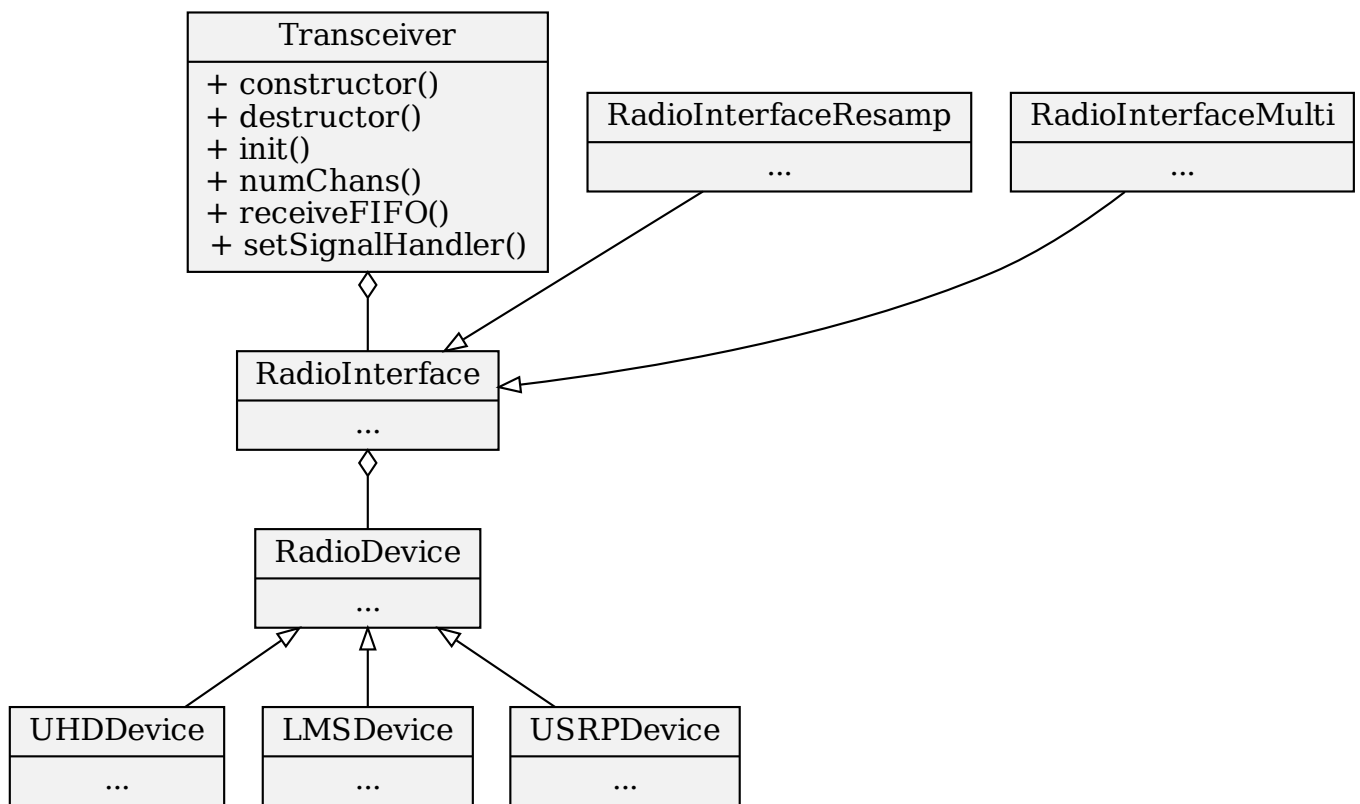 Transceiver
+ constructor()
+ destructor()
+ init()
+ numChans()
+ receiveFIFO()
+ setSignalHandler()
RadioInterfaceResamp
...
RadioInterfaceMulti
...
RadioInterface
...
RadioDevice
...
UHDDevice
...
LMSDevice
...
USRPDevice
...